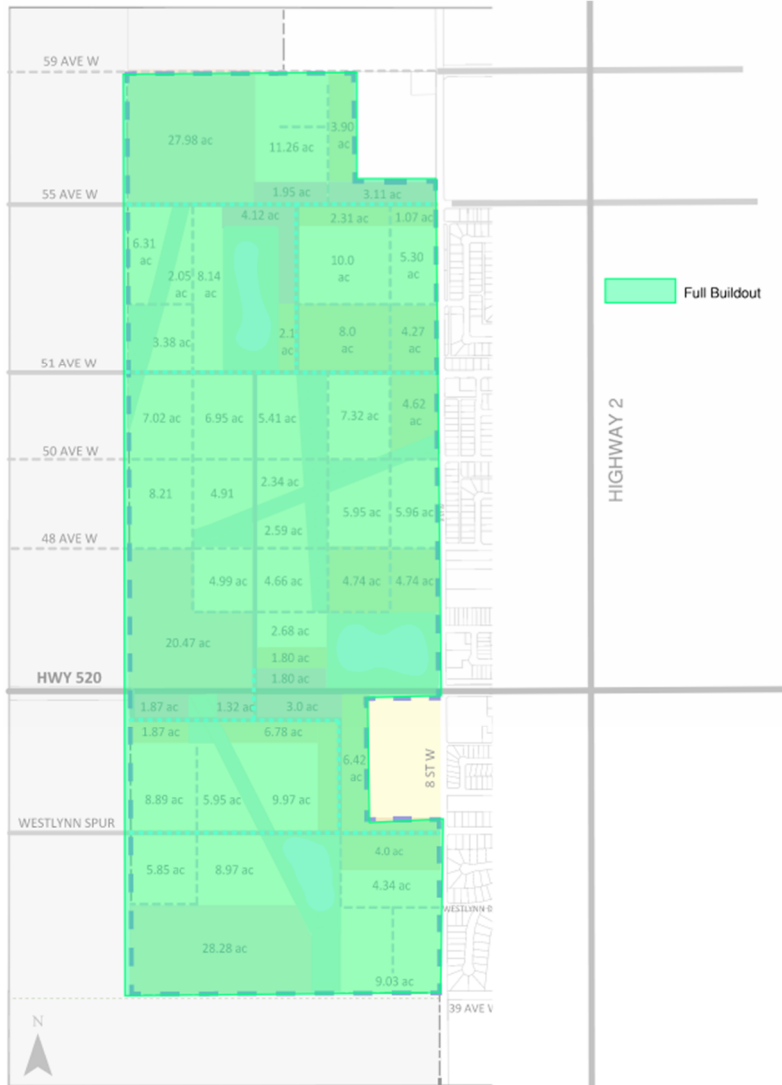 59 AVE W
27.98 ac
11.26 ac
3.90
ac
1.95 ac
3.11 ac
55 AVE W
4.12 ac
2.31 ac
1.07 ac
6.31
ac
2.05
ac
8.14
ac
10.0
ac
5.30
ac
Full Buildout
3.38 ac
2.1
ac
8.0
ac
4.27
ac
51 AVE W
7.02 ac
6.95 ac
5.41 ac
7.32 ac
4.62
ac
HIGHWAY 2
50 AVE W
8.21
4.91
2.34 ac
2.59 ac
5.95 ac
5.96 ac
48 AVE W
4.99 ac
4.66 ac
4.74 ac
4.74 ac
20.47 ac
2.68 ac
1.80 ac
1.80 ac
HWY 520
1.87 ac
1.32 ac
3.0 ac
1.87 ac
6.78 ac
6.42
ac
8 ST W
8.89 ac
5.95 ac
9.97 ac
WESTLYNN SPUR
4.0 ac
5.85 ac
8.97 ac
4.34 ac
WESTLYNN D
28.28 ac
9.03 ac
39 AVE W
N